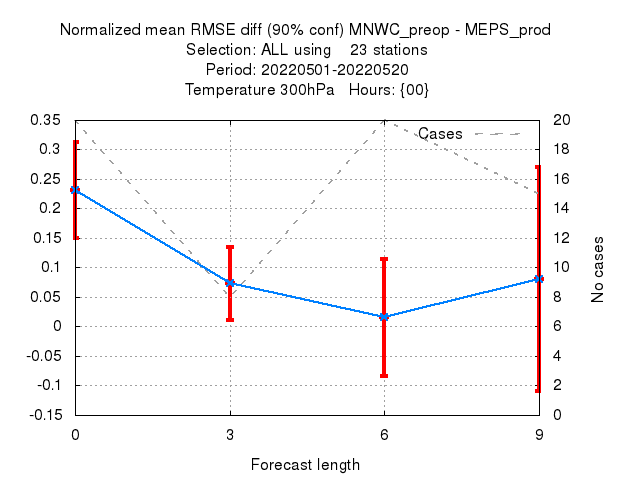 Normalized mean RMSE diff (90% conf) MNWC_preop - MEPS_prod
Selection: ALL using    23 stations
Period: 20220501-20220520
Temperature 300hPa   Hours: {00}
Cases
0.35
0.3
0.25
0.2
0.15
0.1
0.05
0
-0.05
-0.1
-0.15
20
18
16
14
12
10
8
6
4
2
0
No cases
0 3 6 9
Forecast length